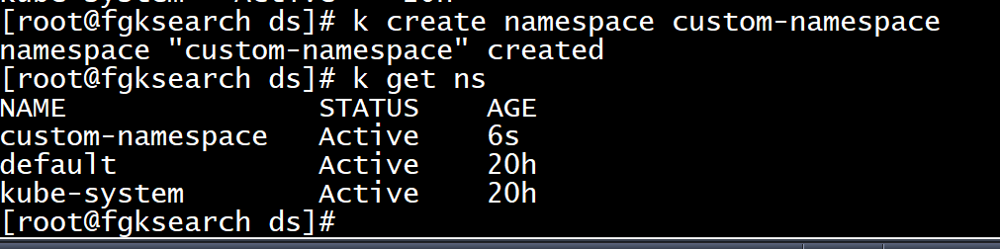 [root@fgksearch ds]# k create namespace custom-namespace
namespace "custom-namespace" created
[root@fgksearch ds]# k get ns
NAME STATUS AGE
custom-namespace Active 6s
default Active 20h
kube-system Active 20h
[root@fgksearch ds]#